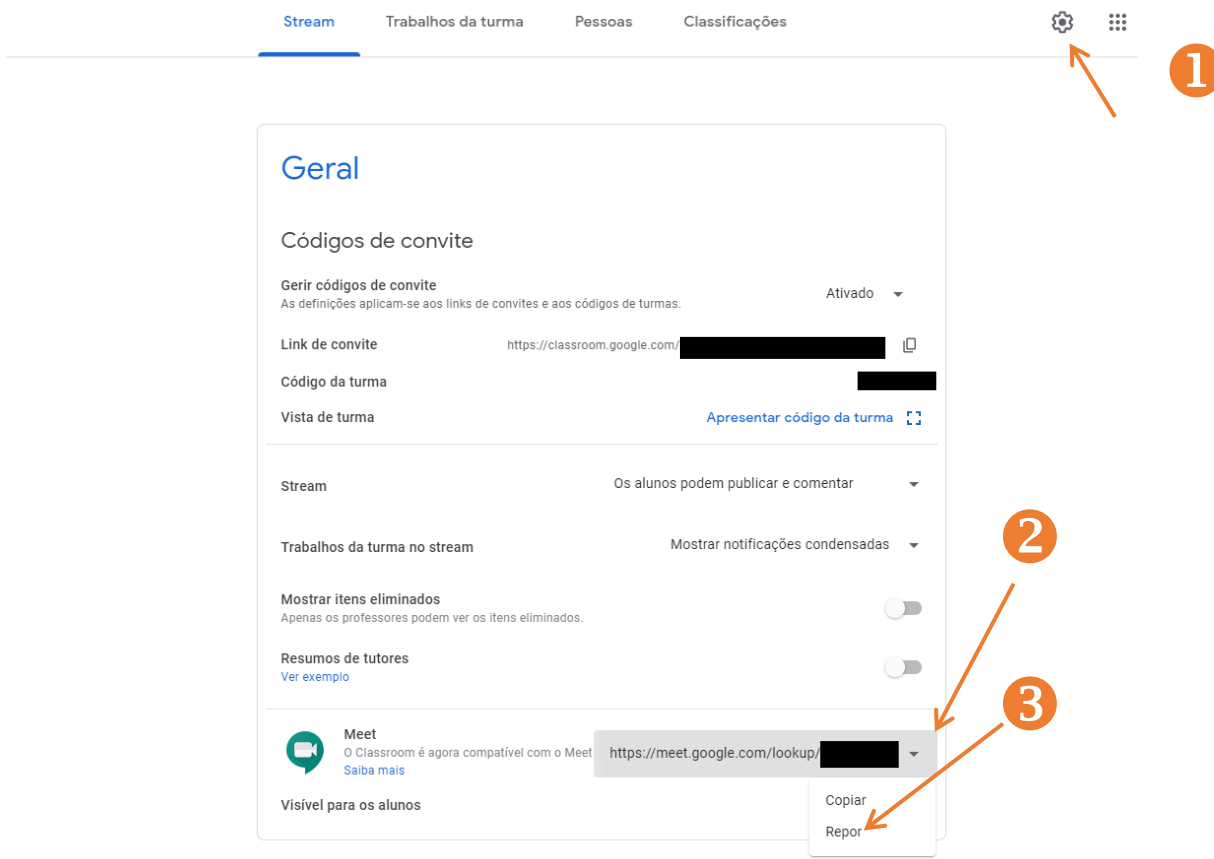 Stream Trabalhos da turma Pessoas Classificações
1
Geral
Códigos de convite
Gerir códigos de convite
As definições aplicam-se aos links de convites e aos códigos de turmas.
Ativado
Link de convite https://classroom.google.com/
Código da turma
Vista de turma Apresentar código da turma
Stream Os alunos podem publicar e comentar
Trabalhos da turma no stream Mostrar notificações condensadas
2
Mostrar itens eliminados
Apenas os professores podem ver os itens eliminados.
Resumos de tutores
Ver exemplo
3
Meet
O Classroom é agora compatível com o Meet
Saiba mais
https://meet.google.com/lookup/
Copiar
Visível para os alunos
Repor